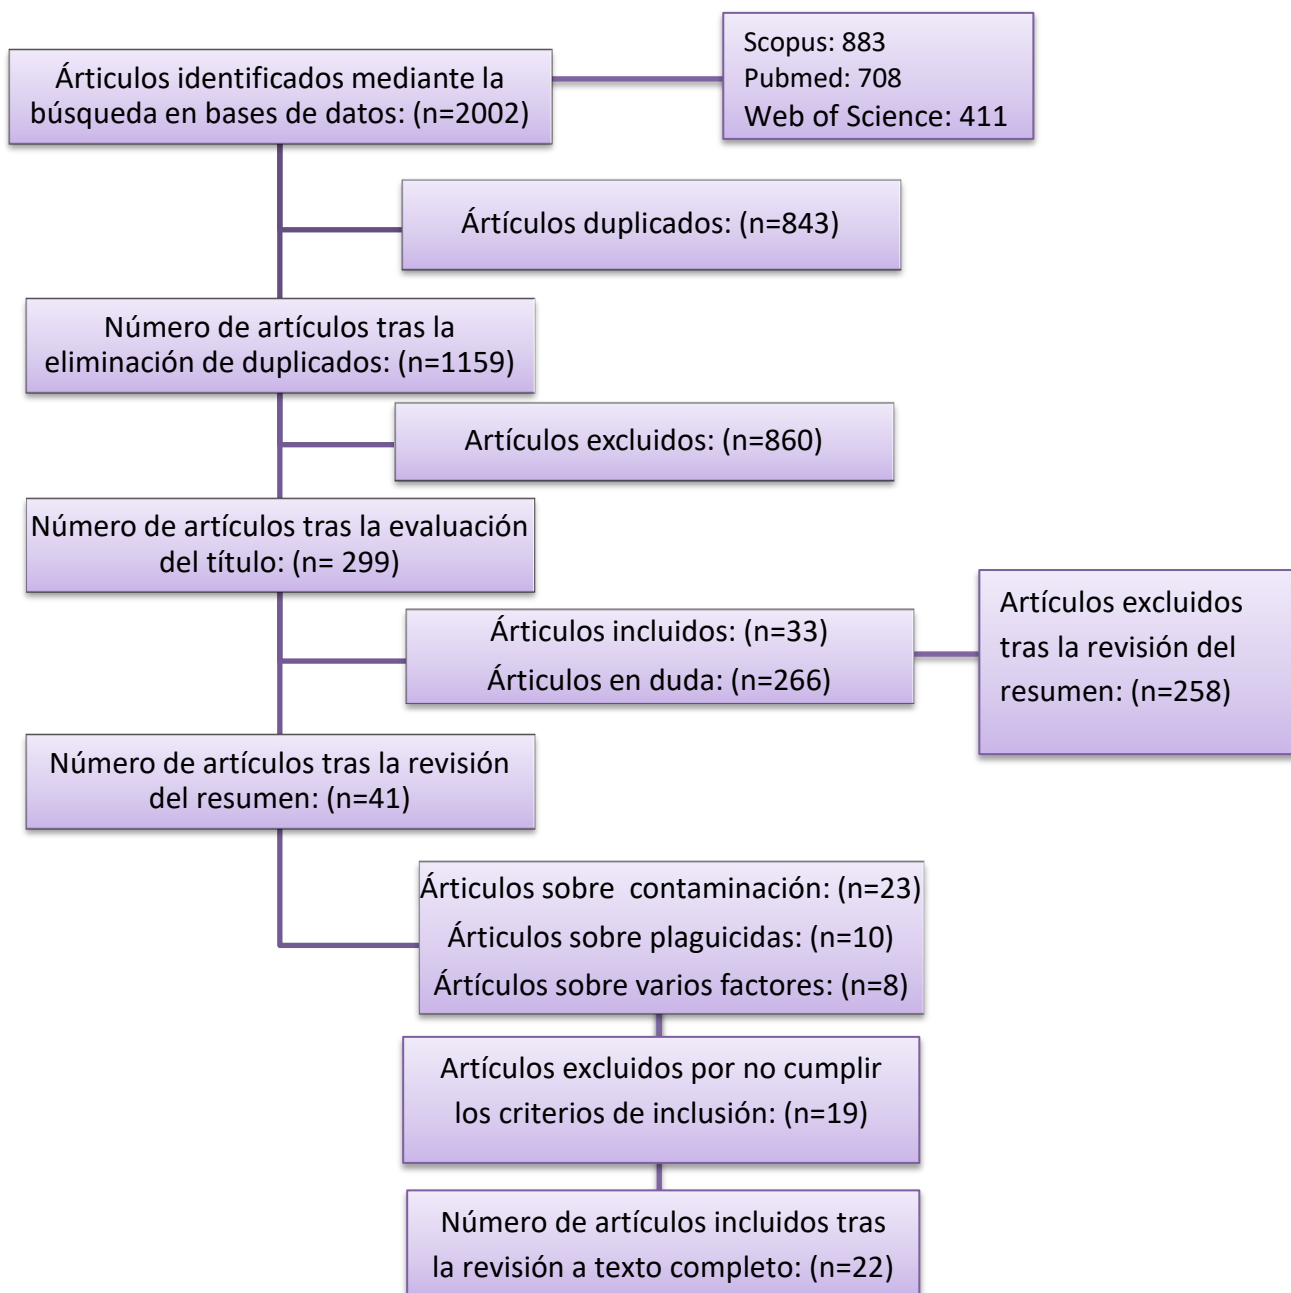 Árticulos identificados mediante la
búsqueda en bases de datos: (n=2002)
Scopus: 883
Pubmed: 708
Web of Science: 411
Ártículos duplicados: (n=843)
Número de artículos tras la
eliminación de duplicados: (n=1159)
Artículos excluidos: (n=860)
Número de artículos tras la evaluación
del título: (n= 299)
Árticulos incluidos: (n=33)
Árticulos en duda: (n=266)
Artículos excluidos
tras la revisión del
resumen: (n=258)
Número de artículos tras la revisión
del resumen: (n=41)
Árticulos sobre contaminación: (n=23)
Árticulos sobre plaguicidas: (n=10)
Ártículos sobre varios factores: (n=8)
Artículos excluidos por no cumplir
los criterios de inclusión: (n=19)
Número de artículos incluidos tras
la revisión a texto completo: (n=22)